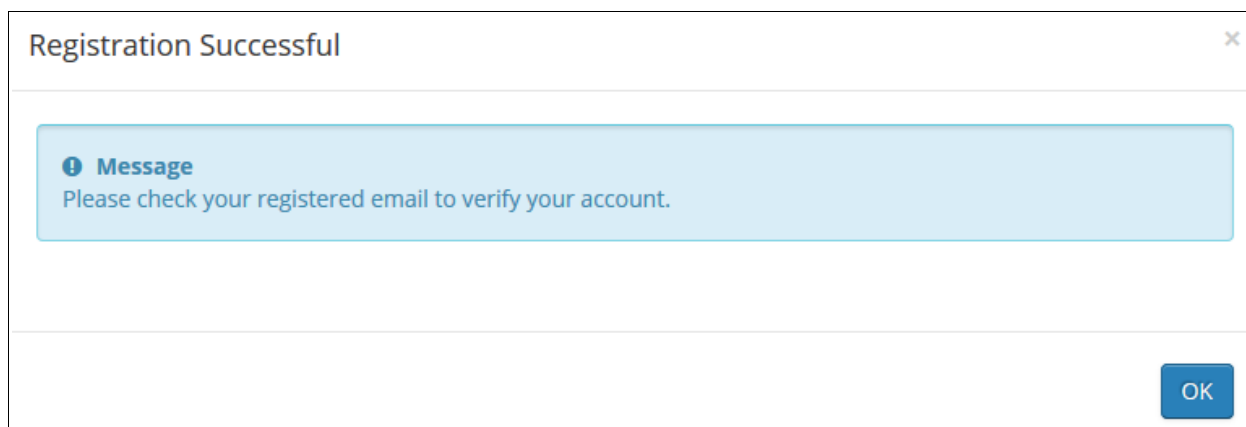 Registration Successful
×
Message
Please check your registered email to verify your account.
OK